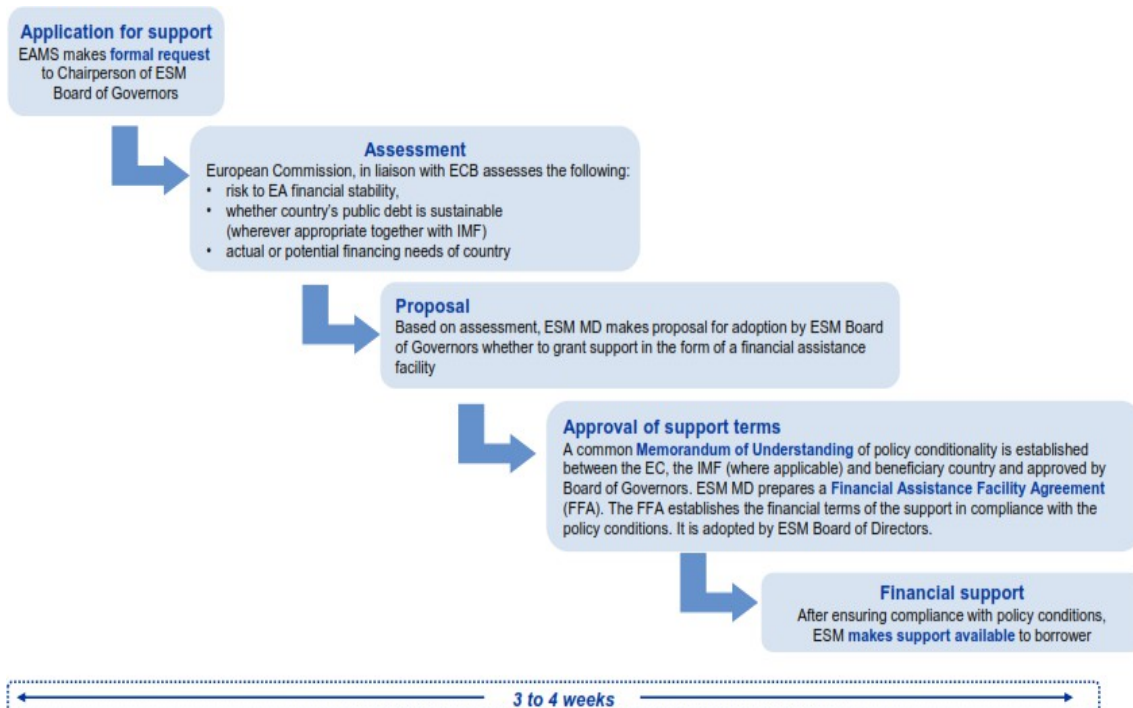 Application for support
EAMS makes formal request
to Chairperson of ESM
Board of Governors
Assessment
European Commission, in liaison with ECB assesses the following:
• risk to EA financial stability,
• whether country's public debt is sustainable
(wherever appropriate together with IMF)
• actual or potential financing needs of country
Proposal
Based on assessment, ESM MD makes proposal for adoption by ESM Board
of Governors whether to grant support in the form of a financial assistance
facility
Approval of support terms
A common Memorandum of Understanding of policy conditionality is established
between the EC, the IMF (where applicable) and beneficiary country and approved by
Board of Governors. ESM MD prepares a Financial Assistance Facility Agreement
(FFA). The FFA establishes the financial terms of the support in compliance with the
policy conditions. It is adopted by ESM Board of Directors.
Financial support
After ensuring compliance with policy conditions,
ESM makes support available to borrower
3 to 4 weeks